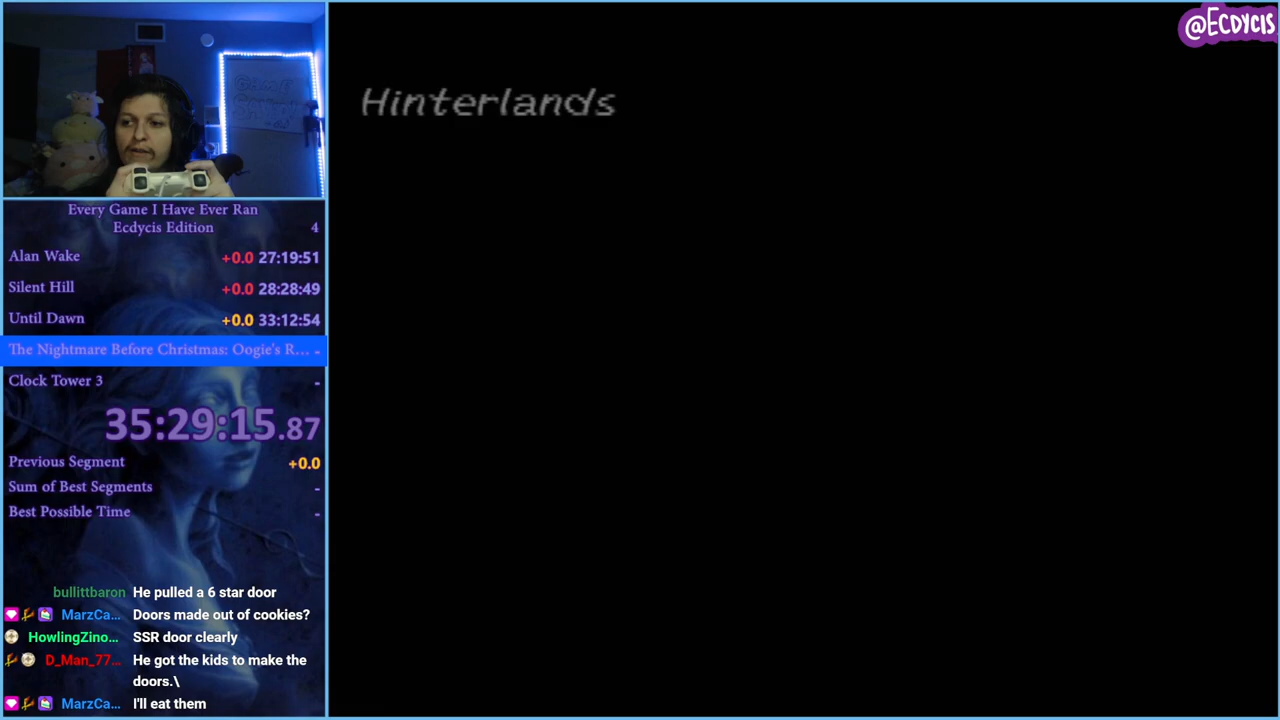 @ECDYCIS
Hinterlands
Every Game I Have Ever Ran
Ecdycis Edition 4
Alan Wake +0.0 27:19:51
Silent Hill +0.0 28:28:49
Until Dawn +0.0 33:12:54
The Nightmare Before Christmas: Oogie's R... -
Clock Tower 3 -
35:29:15.87
Previous Segment +0.0
Sum of Best Segments -
Best Possible Time -
bullittbaron He pulled a 6 star door
MarzCa... Doors made out of cookies?
HowlingZino... SSR door clearly
D_Man_77... He got the kids to make the
doors.\
MarzCa... I'll eat them